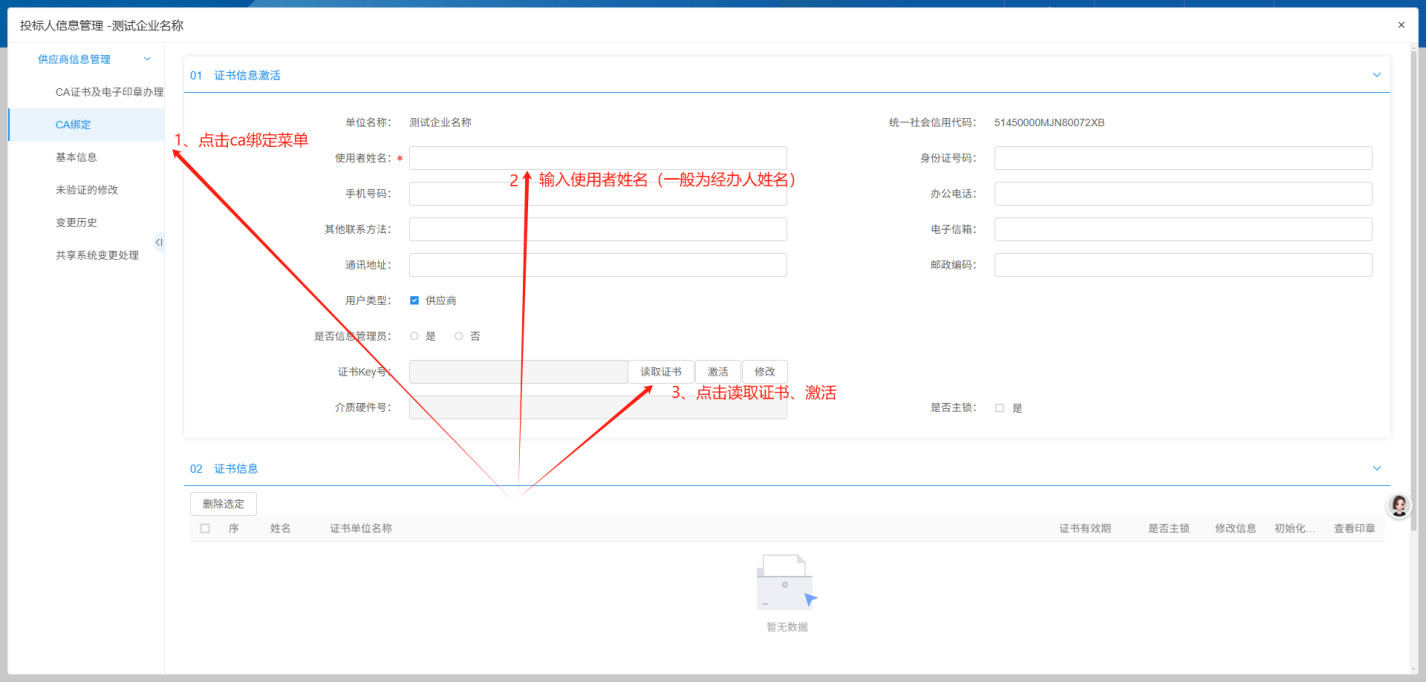 投标人信息管理 -测试企业名称
×
供应商信息管理
CA证书及电子印章办理
CA绑定
基本信息
未验证的修改
变更历史
共享系统变更处理
1、点击ca绑定菜单
01 证书信息激活
单位名称： 测试企业名称 统一社会信用代码： 51450000MJN80072XB
使用者姓名：* 身份证号码：
2、输入使用者姓名（一般为经办人姓名）
手机号码： 办公电话：
其他联系方法： 电子信箱：
通讯地址： 邮政编码：
用户类型： 供应商
是否信息管理员： 是 否
证书Key号： 读取证书 激活 修改
3、点击读取证书、激活
介质硬件号： 是否主锁： 是
02 证书信息
删除选定
序 姓名 证书单位名称 证书有效期 是否主锁 修改信息 初始化... 查看印章
暂无数据